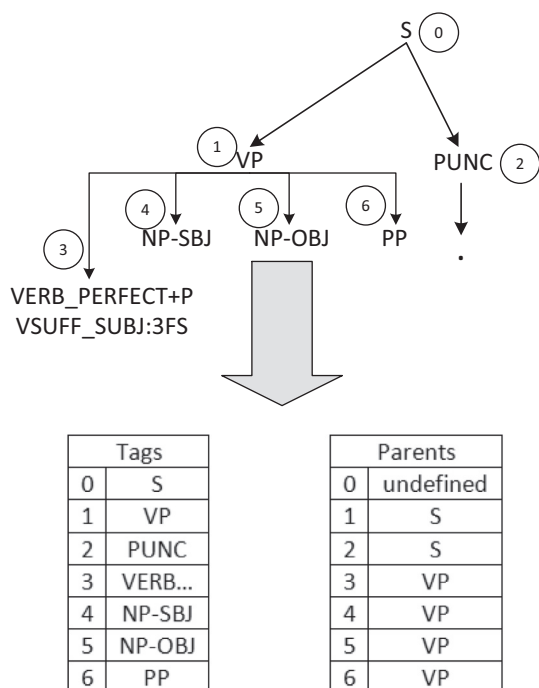 S 0
1 VP
PUNC 2
4 5 6
NP-SBJ NP-OBJ PP
.
3
VERB_PERFECT+P
VSUFF_SUBJ:3FS
Tags
0 S
1 VP
2 PUNC
3 VERB...
4 NP-SBJ
5 NP-OBJ
6 PP
Parents
0 undefined
1 S
2 S
3 VP
4 VP
5 VP
6 VP